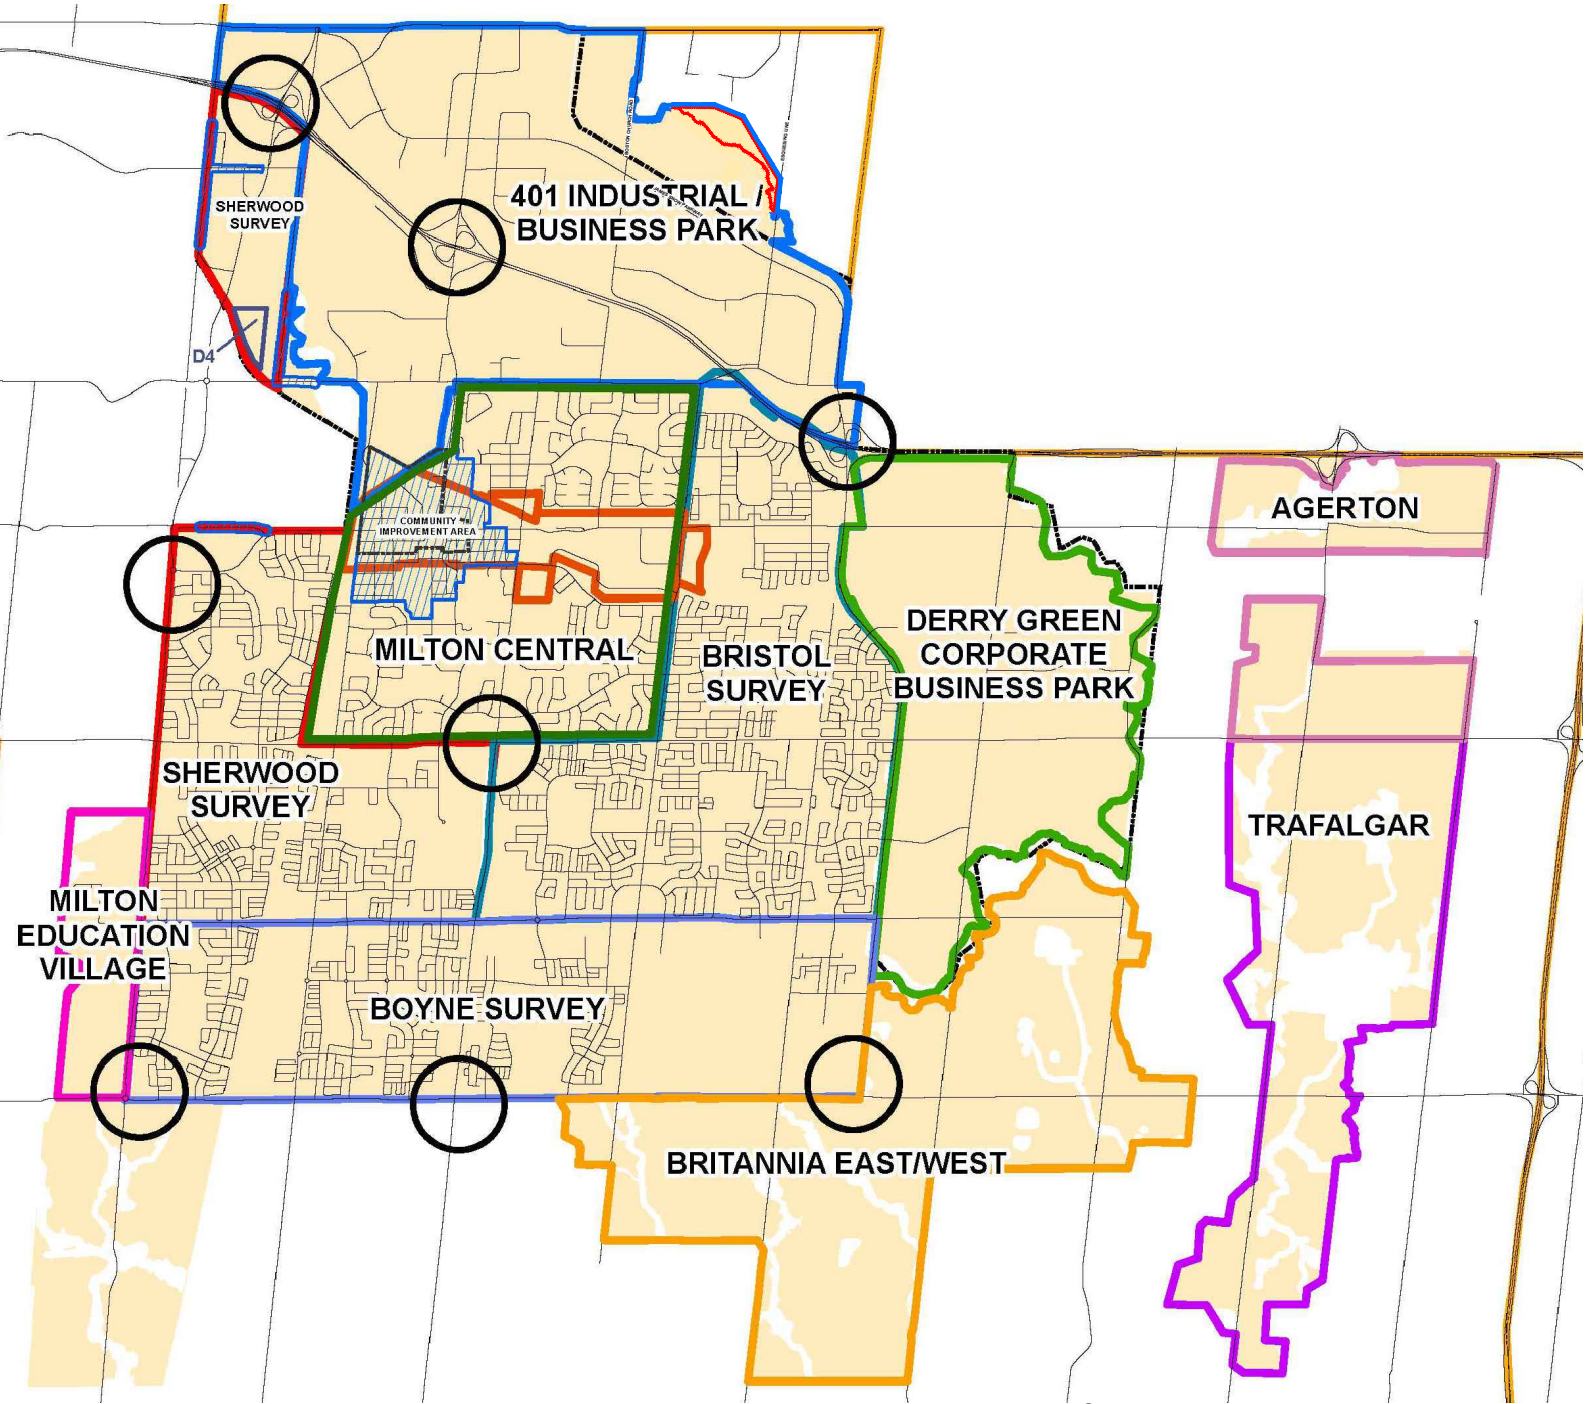 SHERWOOD
SURVEY
401 INDUSTRIAL /
BUSINESS PARK
D4
AGERTON
COMMUNITY
IMPROVEMENT AREA
MILTON CENTRAL
BRISTOL
SURVEY
DERRY GREEN
CORPORATE
BUSINESS PARK
SHERWOOD
SURVEY
TRAFALGAR
MILTON
EDUCATION
VILLAGE
BOYNE SURVEY
BRITANNIA EAST/WEST